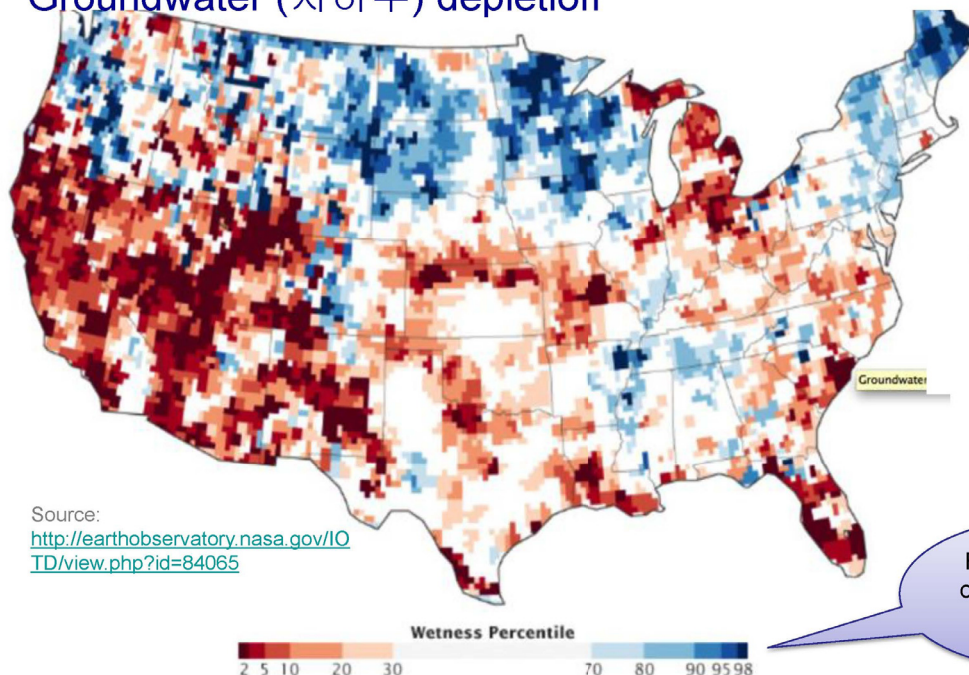 Groundwater (지하수) depletion
Groundwater
Source:
http://earthobservatory.nasa.gov/IO
TD/view.php?id=84065
Wetness Percentile
2 5 10 20 30 70 80 90 95 98